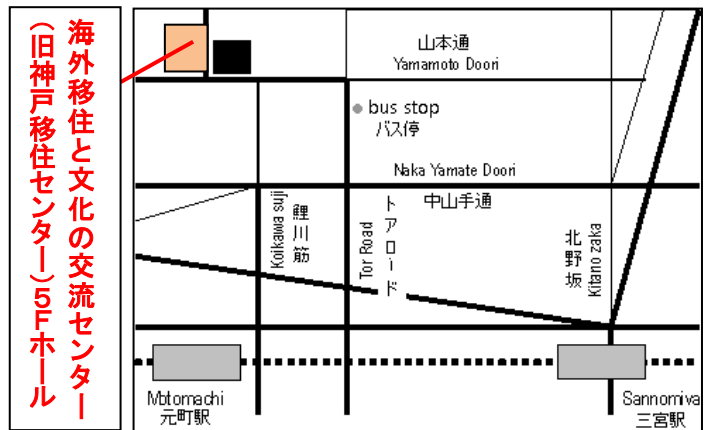 海外移住と文化の交流センター
（旧神戸移住センター）５Ｆホール
山本通
Yamamoto Doori
bus stop
バス停
Naka Yamate Doori
中山手通
Koikawa suji
鯉川筋
Tor Road
トアロード
北野坂
Kitano zaka
Motomachi
元町駅
Sannomiya
三宮駅